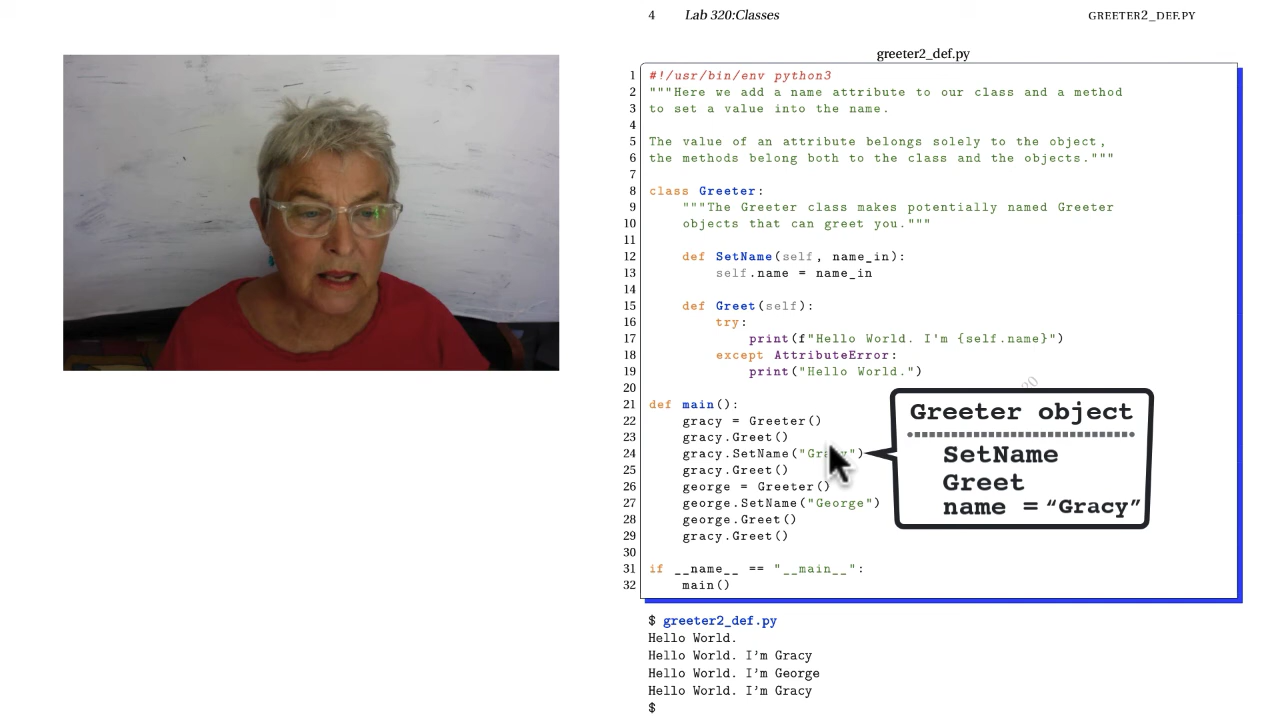 4 Lab 320:Classes GREETER2_DEF.PY
greeter2_def.py
1 #!/usr/bin/env python3
2 """Here we add a name attribute to our class and a method
3 to set a value into the name.
4
5 The value of an attribute belongs solely to the object,
6 the methods belong both to the class and the objects."""
7
8 class Greeter:
9     """The Greeter class makes potentially named Greeter
10     objects that can greet you."""
11
12     def SetName(self, name_in):
13         self.name = name_in
14
15     def Greet(self):
16         try:
17             print(f"Hello World. I'm {self.name}")
18         except AttributeError:
19             print("Hello World.")
20
21 def main():
22     gracy = Greeter()
23     gracy.Greet()
24     gracy.SetName("Gracy")
25     gracy.Greet()
26     george = Greeter()
27     george.SetName("George")
28     george.Greet()
29     gracy.Greet()
30
31 if __name__ == "__main__":
32     main()
Greeter object
SetName
Greet
name = “Gracy”
$ greeter2_def.py
Hello World.
Hello World. I’m Gracy
Hello World. I’m George
Hello World. I’m Gracy
$